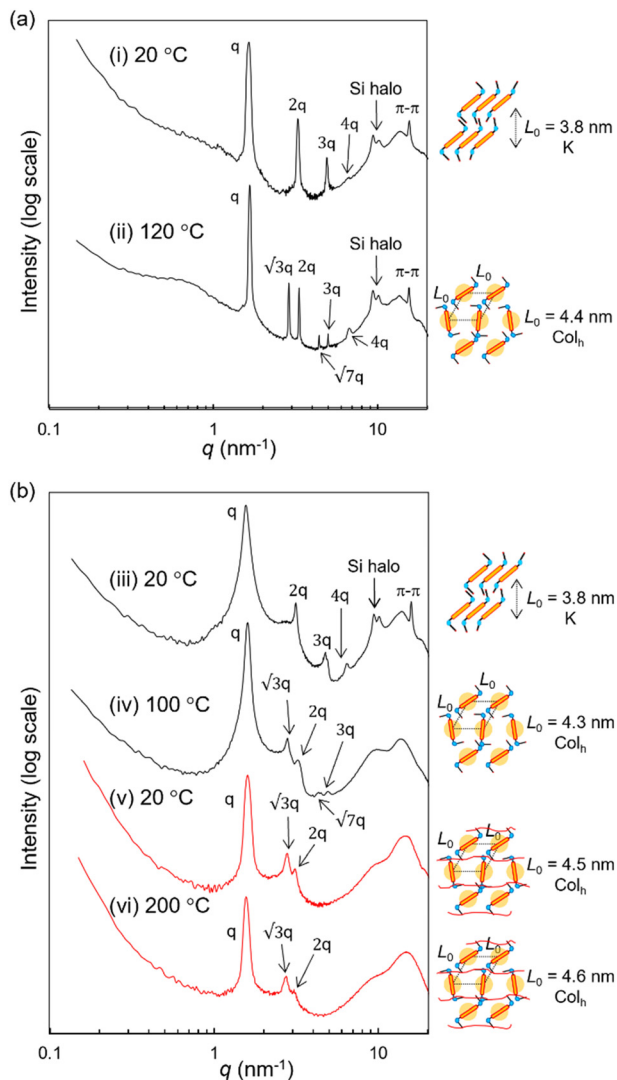 (a)
(i) 20 °C
q
2q
3q
4q
Si halo
π-π
L₀ = 3.8 nm
K
(ii) 120 °C
q
√3q
2q
3q
√7q
4q
Si halo
π-π
L₀
L₀
L₀ = 4.4 nm
Colₕ
Intensity (log scale)
0.1
1
10
q (nm⁻¹)
(b)
(iii) 20 °C
q
2q
3q
4q
Si halo
π-π
L₀ = 3.8 nm
K
(iv) 100 °C
q
√3q
2q
3q
√7q
L₀
L₀
L₀ = 4.3 nm
Colₕ
(v) 20 °C
q
√3q
2q
L₀
L₀
L₀ = 4.5 nm
Colₕ
(vi) 200 °C
q
√3q
2q
L₀
L₀
L₀ = 4.6 nm
Colₕ
Intensity (log scale)
0.1
1
10
q (nm⁻¹)